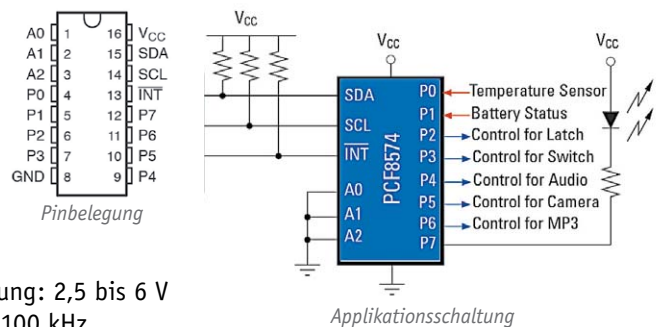 A0 1 16 VCC
A1 2 15 SDA
A2 3 14 SCL
P0 4 13 INT
P1 5 12 P7
P2 6 11 P6
P3 7 10 P5
GND 8 9 P4
Pinbelegung
VCC
VCC
VCC
SDA
SCL
INT
A0
A1
A2
PCF8574
P0 Temperature Sensor
P1 Battery Status
P2 Control for Latch
P3 Control for Switch
P4 Control for Audio
P5 Control for Camera
P6 Control for MP3
P7
Applikationsschaltung
ung: 2,5 bis 6 V
100 kHz